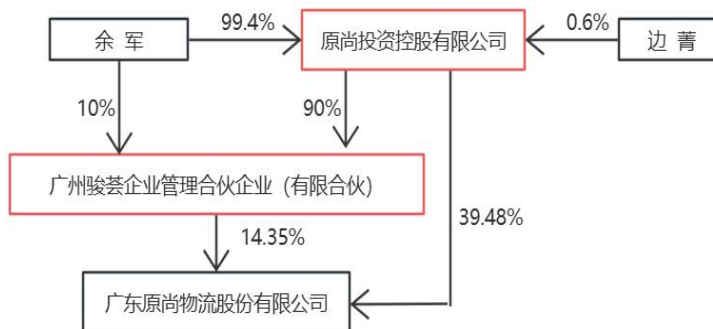 余 军
99.4%
原尚投资控股有限公司
0.6%
边 菁
10%
90%
广州骏荟企业管理合伙企业（有限合伙）
14.35%
39.48%
广东原尚物流股份有限公司